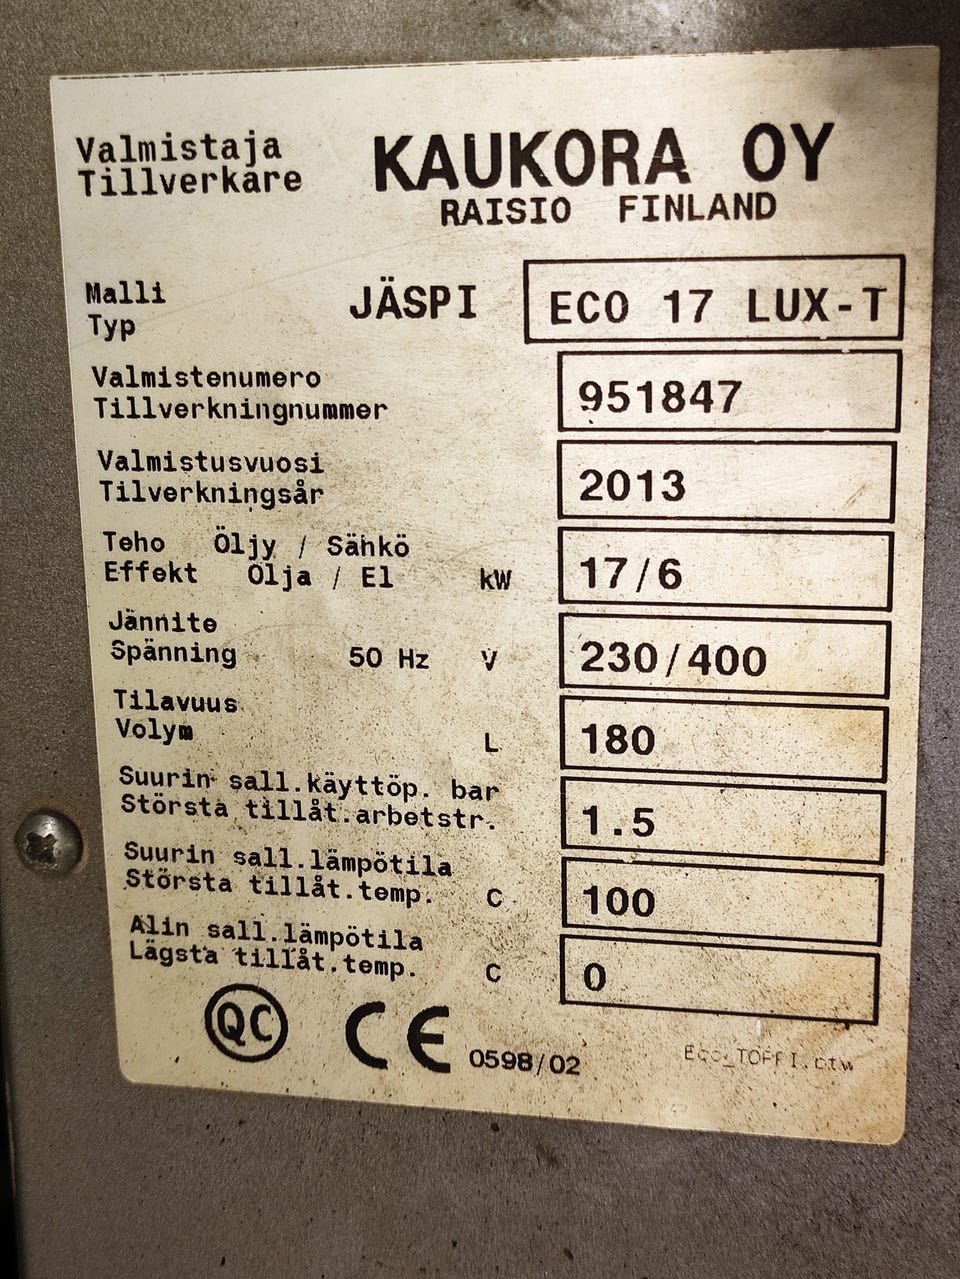 Valmistaja
Tillverkare
KAUKORA OY
RAISIO FINLAND
Malli
Typ
JÄSPI ECO 17 LUX-T
Valmistenumero
Tillverkningnummer
951847
Valmistusvuosi
Tilverkningsår
2013
Teho Öljy / Sähkö
Effekt Olja / El kW
17/6
Jännite
Spänning 50 Hz V
230/400
Tilavuus
Volym L
180
Suurin sall.käyttöp. bar
Största tillåt.arbetstr.
1.5
Suurin sall.lämpötila
Största tillåt.temp. C
100
Alin sall.lämpötila
Lägsta tillåt.temp. C
0
QC CE 0598/02
Eco_TOPPI.btw